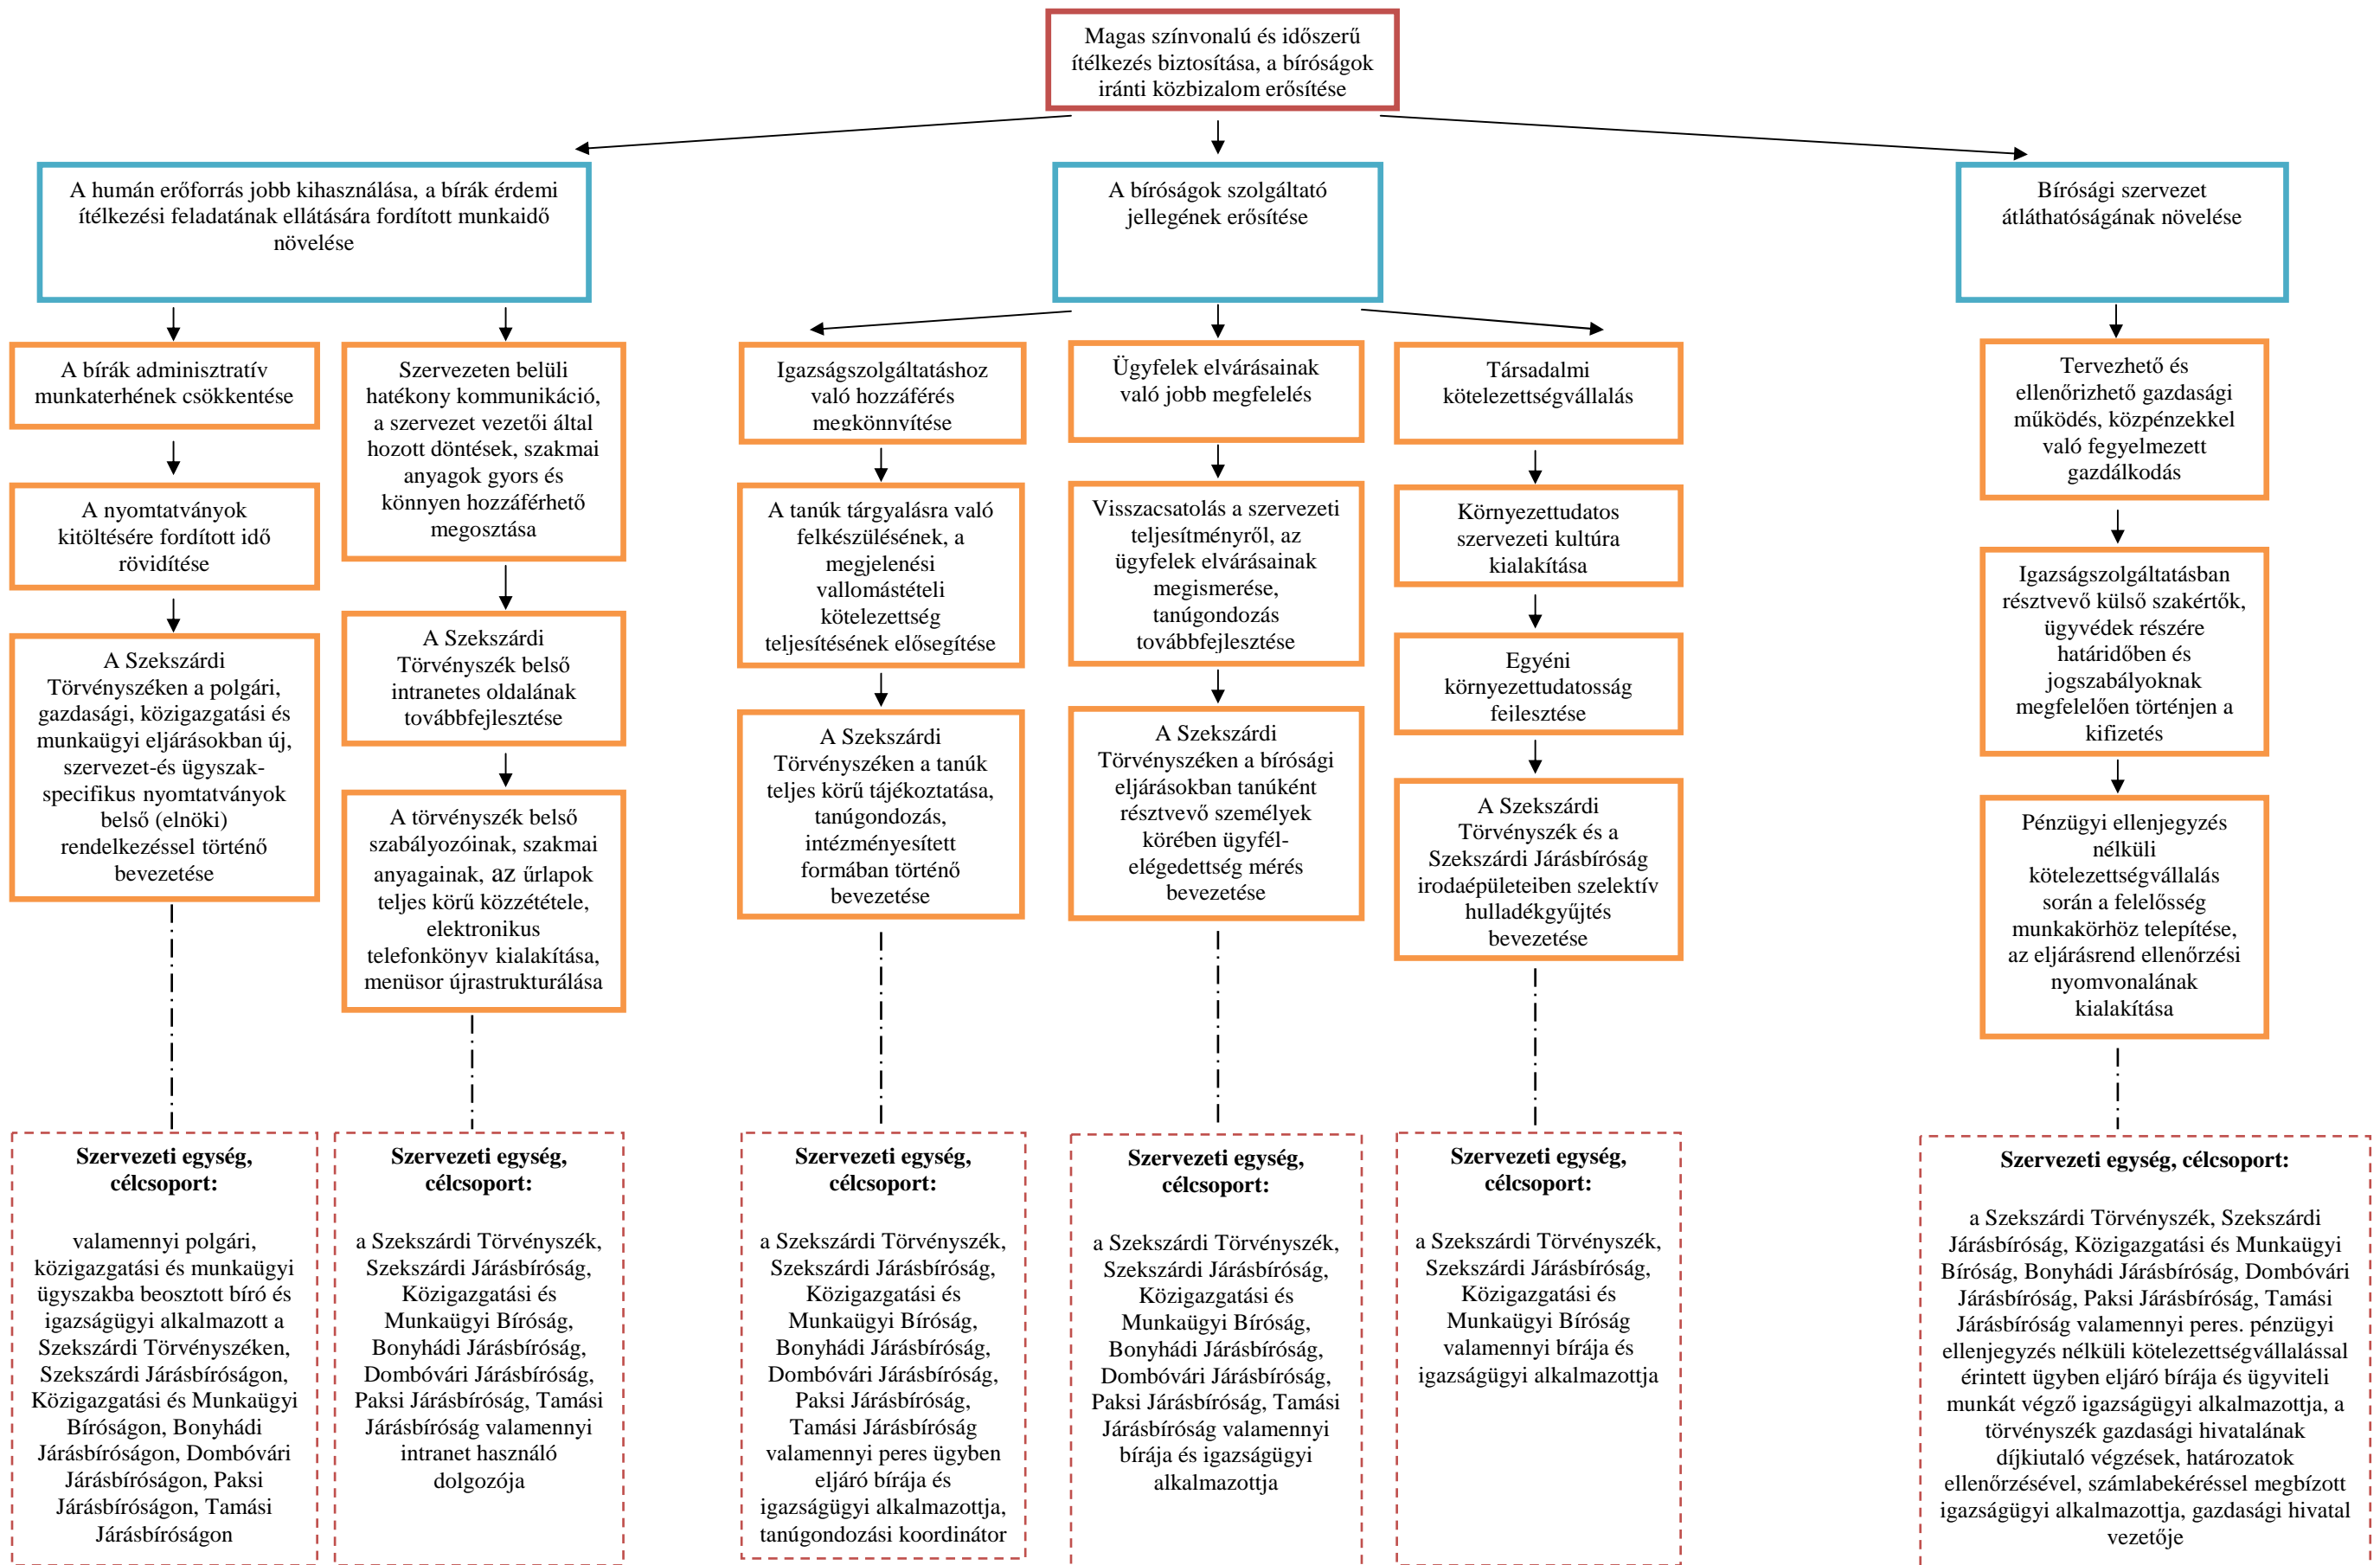 Magas színvonalú és időszerű
ítélkezés biztosítása, a bíróságok
iránti közbizalom erősítése
A humán erőforrás jobb kihasználása, a bírák érdemi
ítélkezési feladatának ellátására fordított munkaidő
növelése
A bíróságok szolgáltató
jellegének erősítése
Bírósági szervezet
átláthatóságának növelése
A bírák adminisztratív
munkaterhének csökkentése
A nyomtatványok
kitöltésére fordított idő
rövidítése
A Szekszárdi
Törvényszéken a polgári,
gazdasági, közigazgatási és
munkaügyi eljárásokban új,
szervezet-és ügyszak-
specifikus nyomtatványok
belső (elnöki)
rendelkezéssel történő
bevezetése
Szervezeten belüli
hatékony kommunikáció,
a szervezet vezetői által
hozott döntések, szakmai
anyagok gyors és
könnyen hozzáférhető
megosztása
A Szekszárdi
Törvényszék belső
intranetes oldalának
továbbfejlesztése
A törvényszék belső
szabályozóinak, szakmai
anyagainak, az űrlapok
teljes körű közzététele,
elektronikus
telefonkönyv kialakítása,
menüsor újrastrukturálása
Igazságszolgáltatáshoz
való hozzáférés
megkönnyítése
A tanúk tárgyalásra való
felkészülésének, a
megjelenési
vallomástételi
kötelezettség
teljesítésének elősegítése
A Szekszárdi
Törvényszéken a tanúk
teljes körű tájékoztatása,
tanúgondozás,
intézményesített
formában történő
bevezetése
Ügyfelek elvárásainak
való jobb megfelelés
Visszacsatolás a szervezeti
teljesítményről, az
ügyfelek elvárásainak
megismerése,
tanúgondozás
továbbfejlesztése
A Szekszárdi
Törvényszéken a bírósági
eljárásokban tanúként
résztvevő személyek
körében ügyfél-
elégedettség mérés
bevezetése
Társadalmi
kötelezettségvállalás
Környezettudatos
szervezeti kultúra
kialakítása
Egyéni
környezettudatosság
fejlesztése
A Szekszárdi
Törvényszék és a
Szekszárdi Járásbíróság
irodaépületeiben szelektív
hulladékgyűjtés
bevezetése
Tervezhető és
ellenőrizhető gazdasági
működés, közpénzekkel
való fegyelmezett
gazdálkodás
Igazságszolgáltatásban
résztvevő külső szakértők,
ügyvédek részére
határidőben és
jogszabályoknak
megfelelően történjen a
kifizetés
Pénzügyi ellenjegyzés
nélküli
kötelezettségvállalás
során a felelősség
munkakörhöz telepítése,
az eljárásrend ellenőrzési
nyomvonalának
kialakítása
Szervezeti egység,
célcsoport:
valamennyi polgári,
közigazgatási és munkaügyi
ügyszakba beosztott bíró és
igazságügyi alkalmazott a
Szekszárdi Törvényszéken,
Szekszárdi Járásbíróságon,
Közigazgatási és Munkaügyi
Bíróságon, Bonyhádi
Járásbíróságon, Dombóvári
Járásbíróságon, Paksi
Járásbíróságon, Tamási
Járásbíróságon
Szervezeti egység,
célcsoport:
a Szekszárdi Törvényszék,
Szekszárdi Járásbíróság,
Közigazgatási és
Munkaügyi Bíróság,
Bonyhádi Járásbíróság,
Dombóvári Járásbíróság,
Paksi Járásbíróság, Tamási
Járásbíróság valamennyi
intranet használó
dolgozója
Szervezeti egység,
célcsoport:
a Szekszárdi Törvényszék,
Szekszárdi Járásbíróság,
Közigazgatási és
Munkaügyi Bíróság,
Bonyhádi Járásbíróság,
Dombóvári Járásbíróság,
Paksi Járásbíróság,
Tamási Járásbíróság
valamennyi peres ügyben
eljáró bírája és
igazságügyi alkalmazottja,
tanúgondozási koordinátor
Szervezeti egység,
célcsoport:
a Szekszárdi Törvényszék,
Szekszárdi Járásbíróság,
Közigazgatási és
Munkaügyi Bíróság,
Bonyhádi Járásbíróság,
Dombóvári Járásbíróság,
Paksi Járásbíróság, Tamási
Járásbíróság valamennyi
bírája és igazságügyi
alkalmazottja
Szervezeti egység,
célcsoport:
a Szekszárdi Törvényszék,
Szekszárdi Járásbíróság,
Közigazgatási és
Munkaügyi Bíróság
valamennyi bírája és
igazságügyi alkalmazottja
Szervezeti egység, célcsoport:
a Szekszárdi Törvényszék, Szekszárdi
Járásbíróság, Közigazgatási és Munkaügyi
Bíróság, Bonyhádi Járásbíróság, Dombóvári
Járásbíróság, Paksi Járásbíróság, Tamási
Járásbíróság valamennyi peres. pénzügyi
ellenjegyzés nélküli kötelezettségvállalással
érintett ügyben eljáró bírája és ügyviteli
munkát végző igazságügyi alkalmazottja, a
törvényszék gazdasági hivatalának
díjkiutaló végzések, határozatok
ellenőrzésével, számlabekéréssel megbízott
igazságügyi alkalmazottja, gazdasági hivatal
vezetője